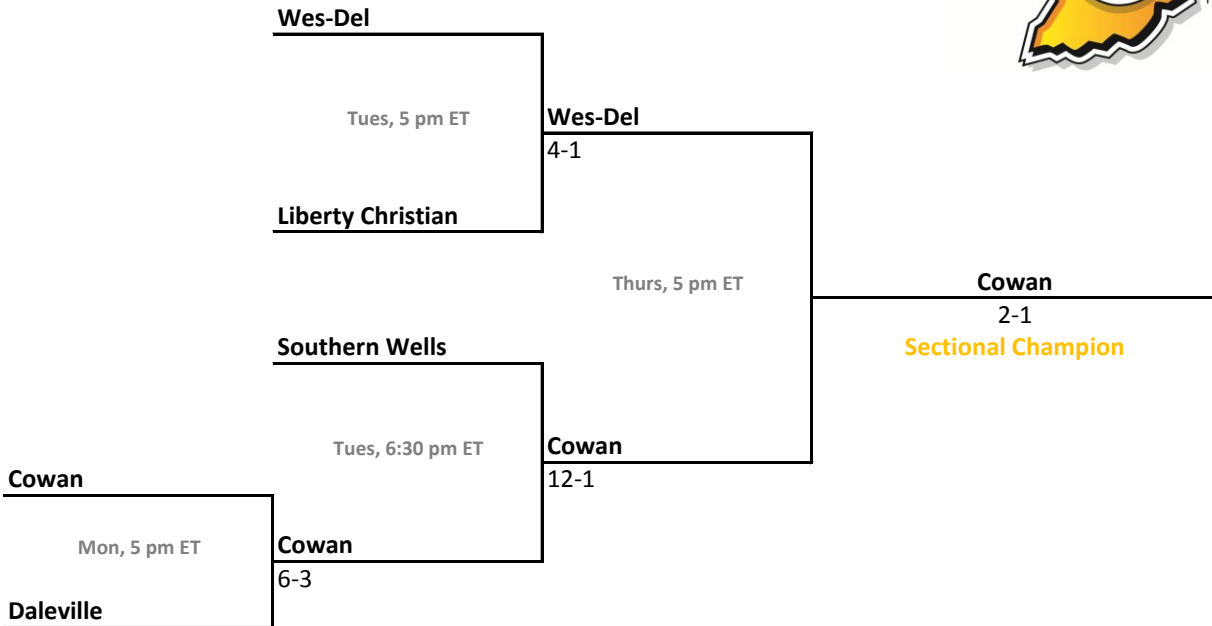 Wes-Del
Tues, 5 pm ET
Wes-Del
4-1
Liberty Christian
Thurs, 5 pm ET
Cowan
2-1
Sectional Champion
Southern Wells
Tues, 6:30 pm ET
Cowan
12-1
Cowan
Mon, 5 pm ET
Cowan
6-3
Daleville